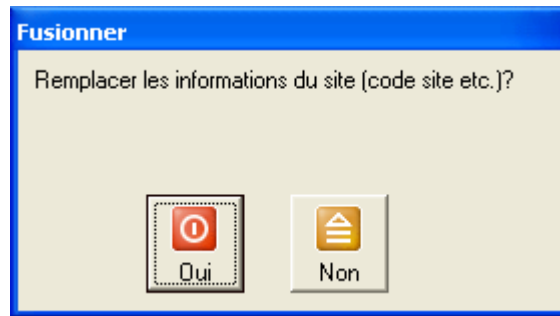 Fusionner
Remplacer les informations du site (code site etc.)?
Oui
Non